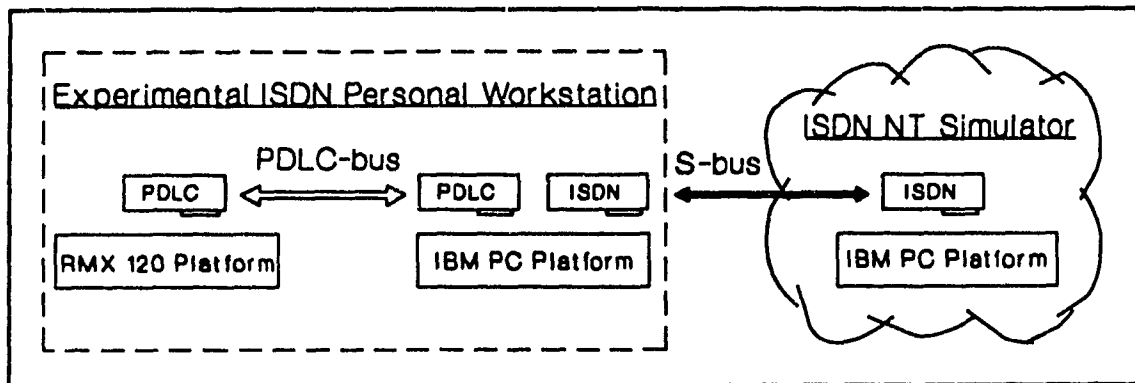 Experimental ISDN Personal Workstation
ISDN NT Simulator
PDLC-bus
S-bus
PDLC
PDLC
ISDN
ISDN
RMX 120 Platform
IBM PC Platform
IBM PC Platform